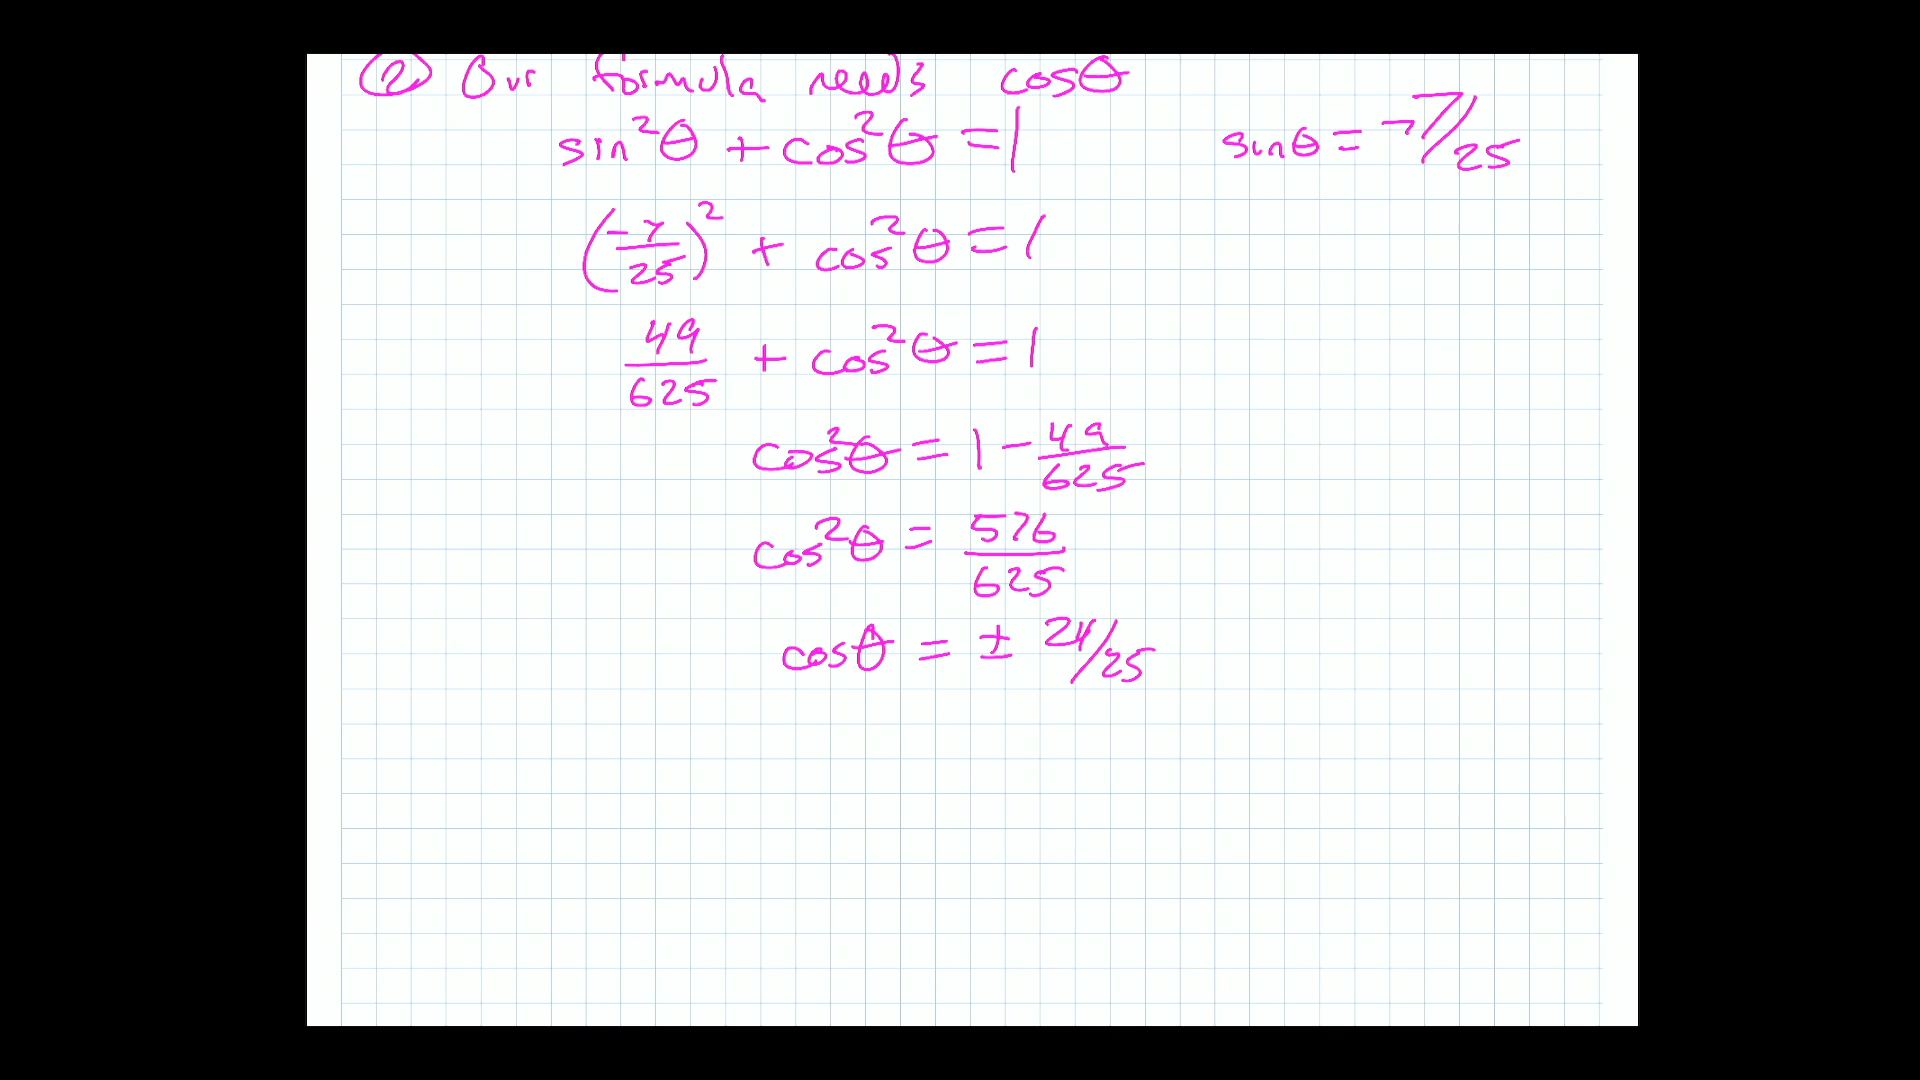 ② Our formula needs cosθ
sin²θ + cos²θ = 1
sinθ = -7/25
(-7/25)² + cos²θ = 1
49/625 + cos²θ = 1
cos²θ = 1 - 49/625
cos²θ = 576/625
cosθ = ± 24/25